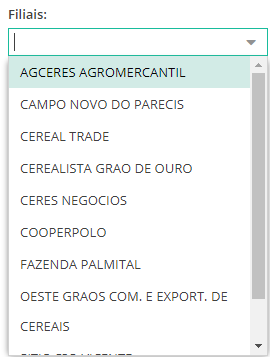 Filiais:
AGCERES AGROMERCANTIL
CAMPO NOVO DO PARECIS
CEREAL TRADE
CEREALISTA GRAO DE OURO
CERES NEGOCIOS
COOPERPOLO
FAZENDA PALMITAL
OESTE GRAOS COM. E EXPORT. DE
CEREAIS